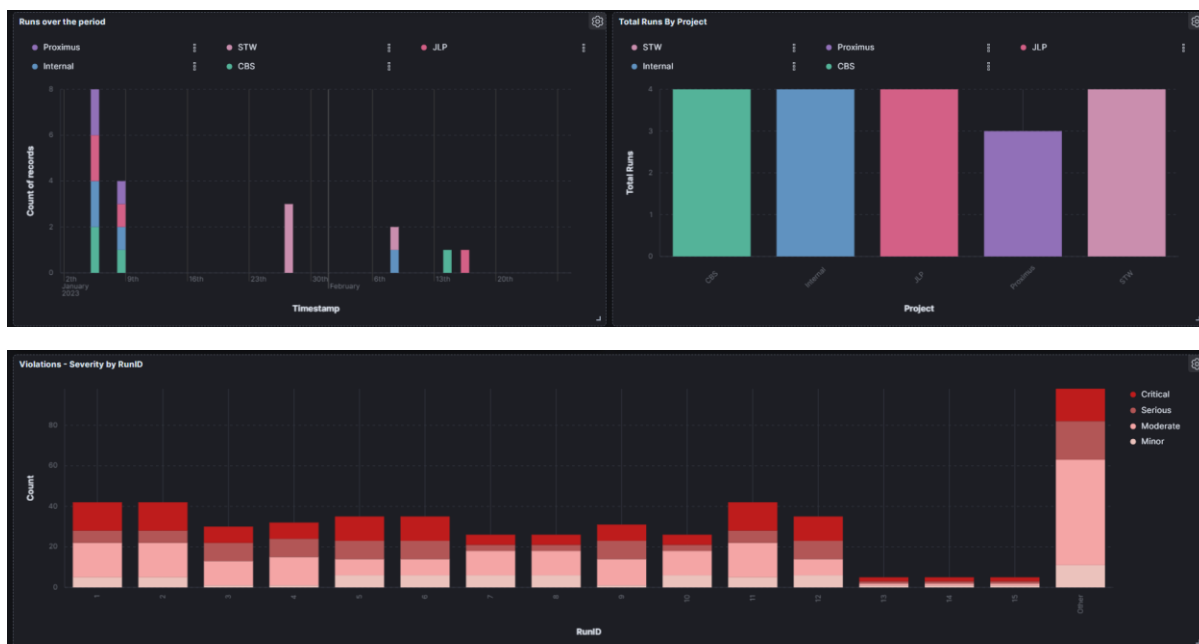 Runs over the period
Proximus STW JLP
Internal CBS
8
6
4
2
0
Count of records
2th 9th 16th 23th 30th 6th 13th 20th
January February
2023
Timestamp
Total Runs By Project
STW Proximus JLP
Internal CBS
4
3
2
1
0
Total Runs
CBS Internal JLP Proximus STW
Project
Violations - Severity by RunID
Critical
Serious
Moderate
Minor
80
60
40
20
0
Count
1 2 3 4 5 6 7 8 9 10 11 12 13 14 15 Other
RunID